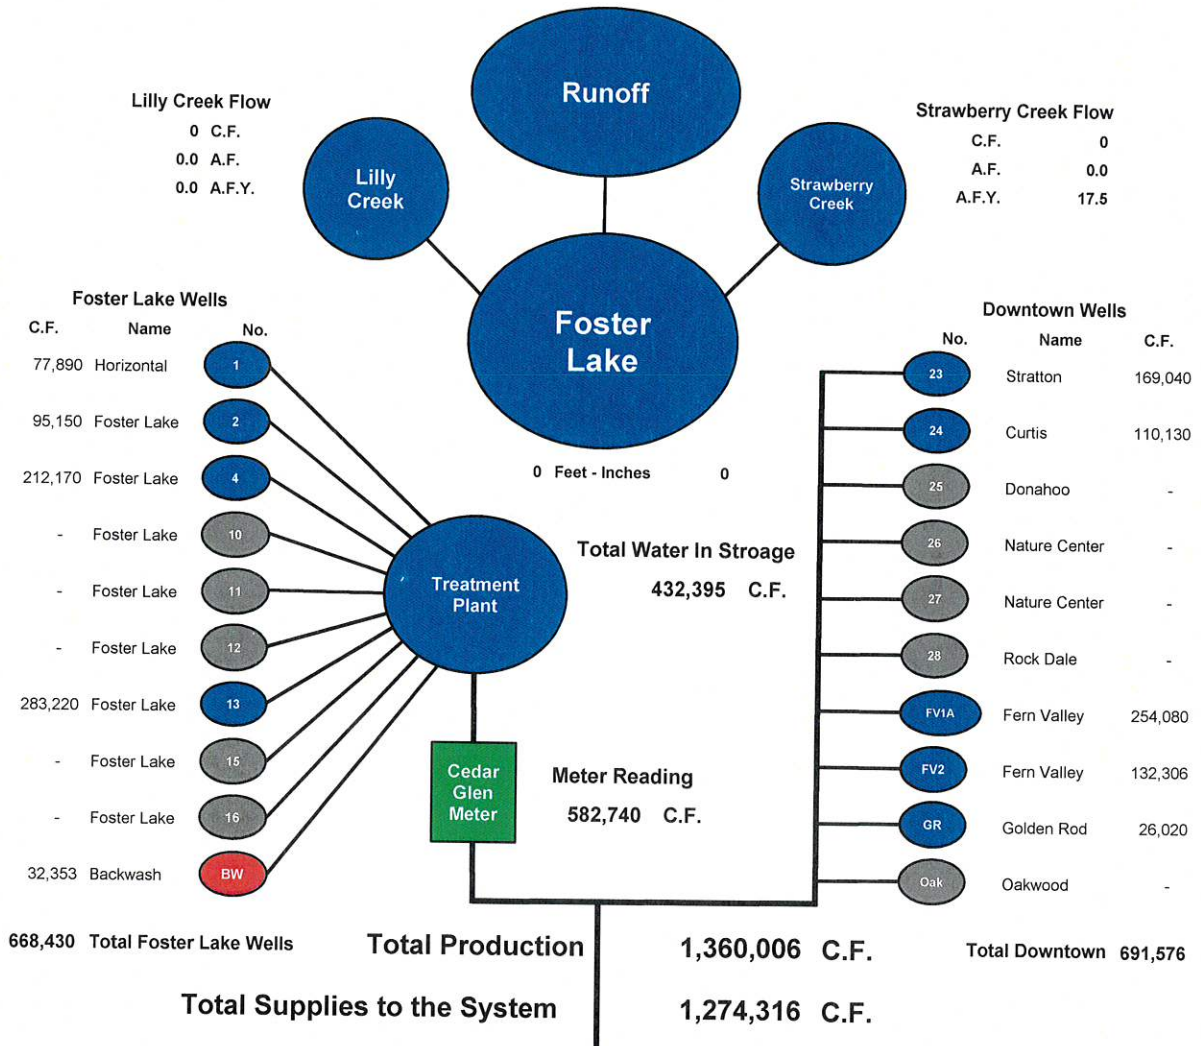 Runoff
Lilly Creek Flow
0 C.F.
0.0 A.F.
0.0 A.F.Y.
Lilly
Creek
Strawberry
Creek
Strawberry Creek Flow
C.F. 0
A.F. 0.0
A.F.Y. 17.5
Foster
Lake
0 Feet - Inches 0
Foster Lake Wells
C.F. Name No.
77,890 Horizontal 1
95,150 Foster Lake 2
212,170 Foster Lake 4
- Foster Lake 10
- Foster Lake 11
- Foster Lake 12
283,220 Foster Lake 13
- Foster Lake 15
- Foster Lake 16
32,353 Backwash BW
668,430 Total Foster Lake Wells
Treatment
Plant
Total Water In Stroage
432,395 C.F.
Cedar
Glen
Meter
Meter Reading
582,740 C.F.
Downtown Wells
No. Name C.F.
23 Stratton 169,040
24 Curtis 110,130
25 Donahoo -
26 Nature Center -
27 Nature Center -
28 Rock Dale -
FV1A Fern Valley 254,080
FV2 Fern Valley 132,306
GR Golden Rod 26,020
Oak Oakwood -
Total Downtown 691,576
Total Production 1,360,006 C.F.
Total Supplies to the System 1,274,316 C.F.